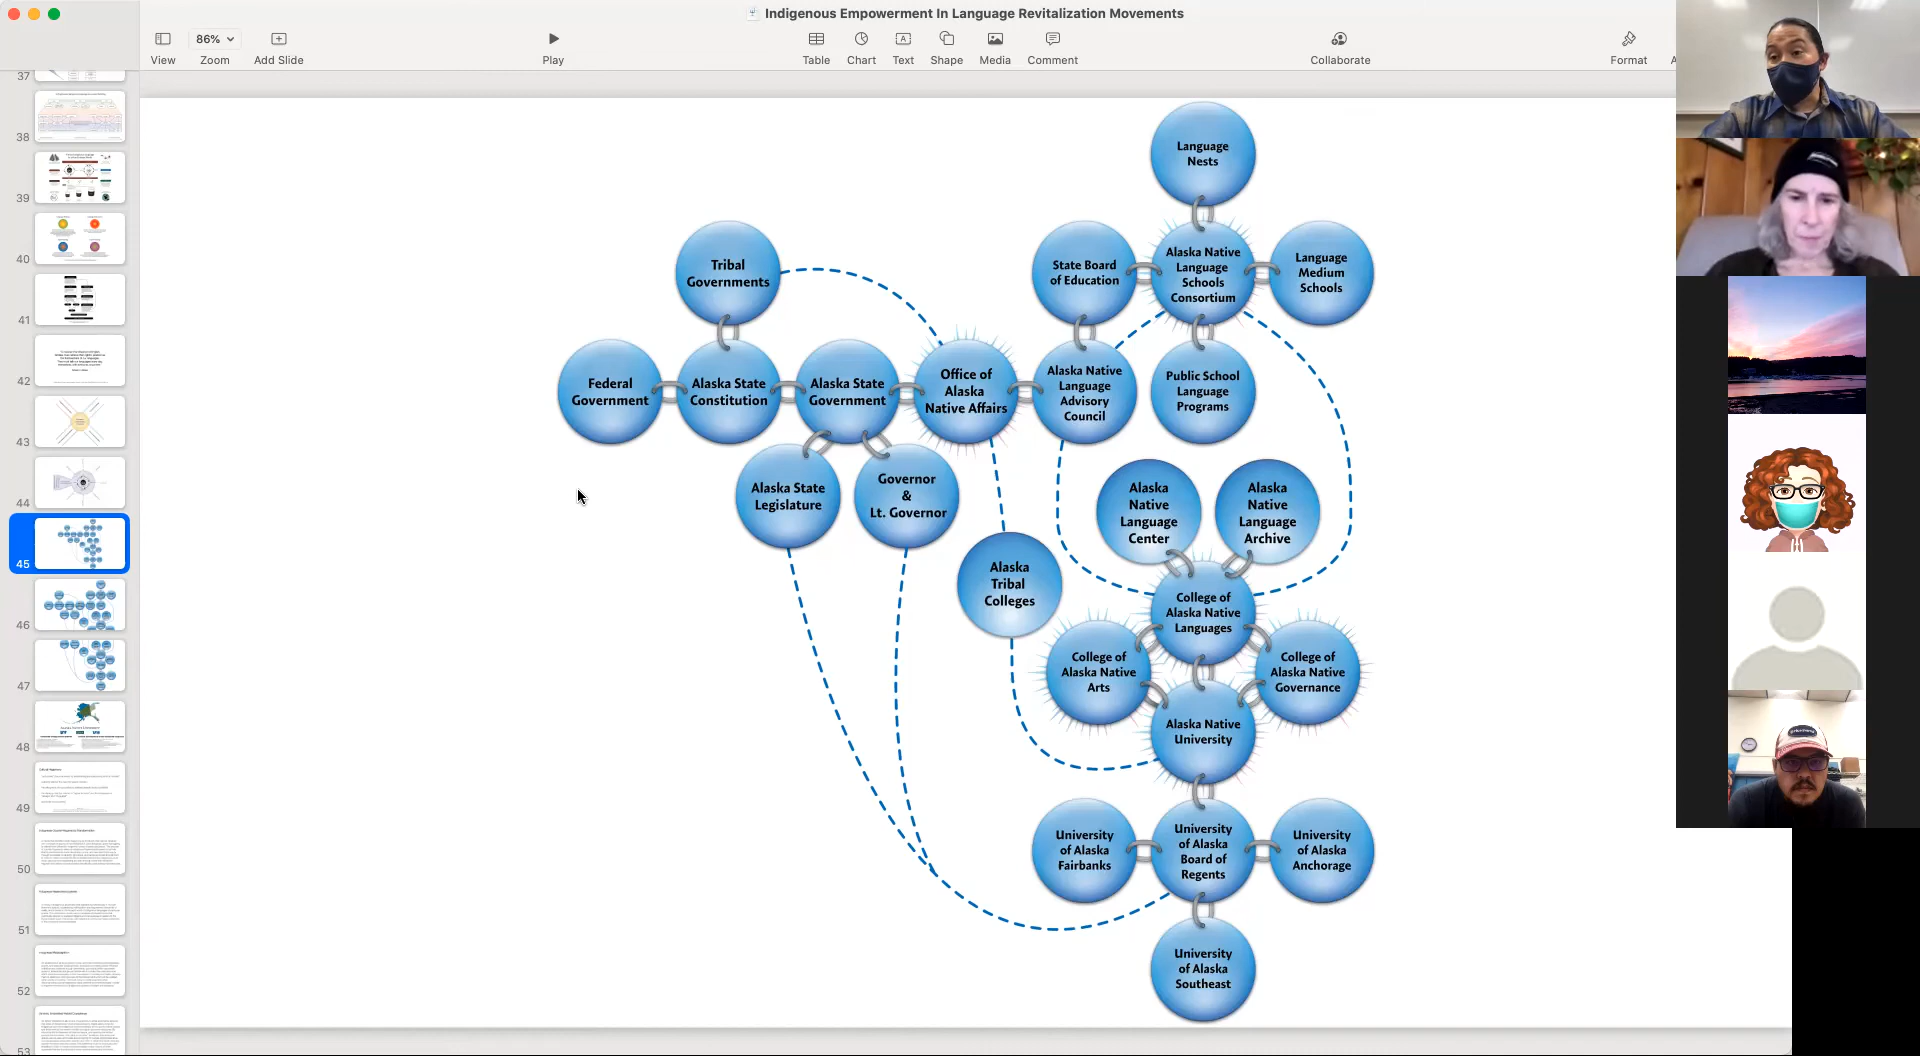 Indigenous Empowerment In Language Revitalization Movements
86%
View
Zoom
Add Slide
Play
Table
Chart
Text
Shape
Media
Comment
Collaborate
Format
37
38
39
40
41
42
43
44
45
46
47
48
49
50
51
52
53
Language
Nests
Tribal
Governments
State Board
of Education
Alaska Native
Language
Schools
Consortium
Language
Medium
Schools
Federal
Government
Alaska State
Constitution
Alaska State
Government
Office of
Alaska
Native Affairs
Alaska Native
Language
Advisory
Council
Public School
Language
Programs
Alaska State
Legislature
Governor
&
Lt. Governor
Alaska
Native
Language
Center
Alaska
Native
Language
Archive
Alaska
Tribal
Colleges
College of
Alaska Native
Languages
College of
Alaska Native
Arts
College of
Alaska Native
Governance
Alaska Native
University
University
of Alaska
Fairbanks
University
of Alaska
Board of
Regents
University
of Alaska
Anchorage
University
of Alaska
Southeast